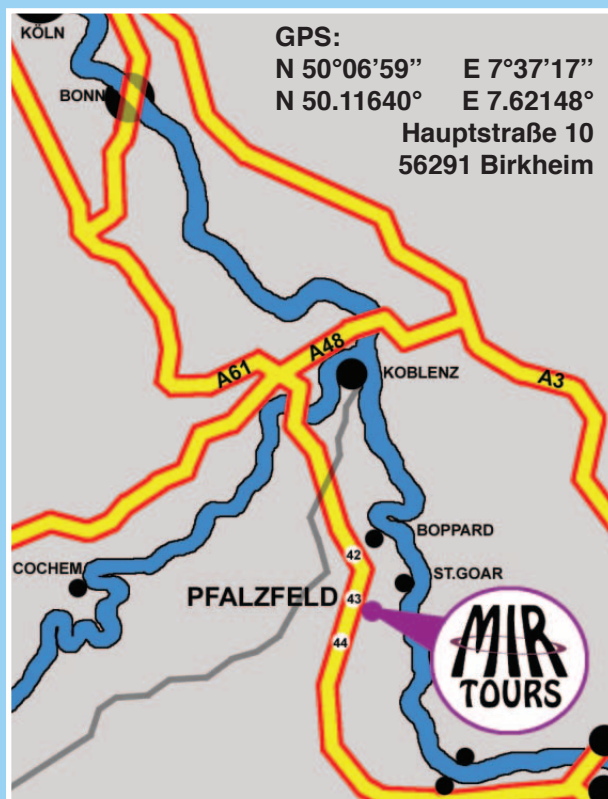 KÖLN
GPS:
N 50°06’59’’ E 7°37’17’’
N 50.11640° E 7.62148°
Hauptstraße 10
56291 Birkheim
BONN
A48
A61
KOBLENZ
A3
BOPPARD
42
COCHEM
ST.GOAR
PFALZFELD
43
44
MIR
TOURS